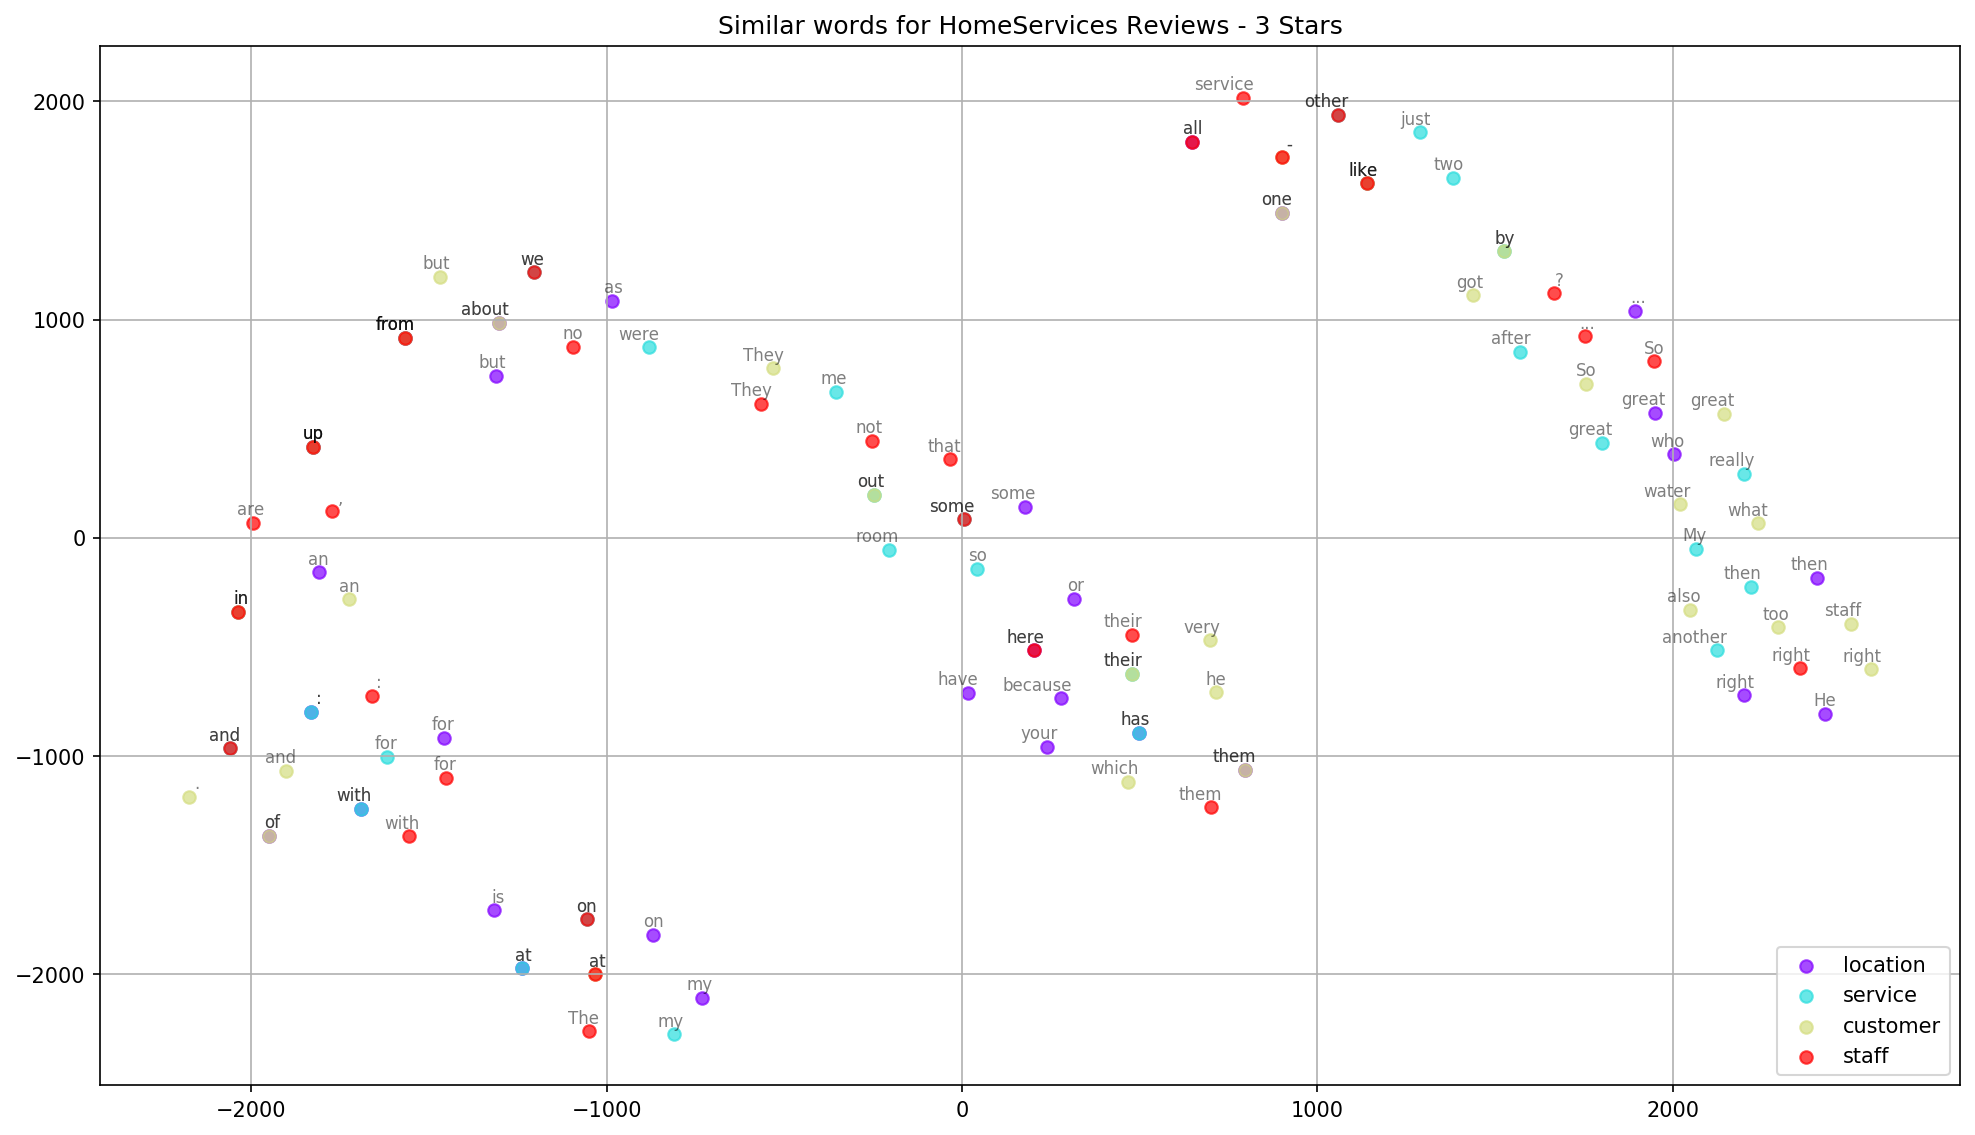 Similar words for HomeServices Reviews - 3 Stars
service
other
all
just
-
two
like
one
by
we
but
got
?
as
...
about
from
no
were
...
after
So
They
but
me
So
They
great
great
not
great
up
that
who
really
out
some
water
are
,
some
what
room
My
so
an
then
then
an
or
also
in
too
staff
their
very
here
another
their
right
right
have
because
he
right
:
:
has
He
for
and
your
for
and
for
them
which
.
with
them
of
with
is
on
on
at
at
my
The
my
2000
1000
0
−1000
−2000
−2000
−1000
0
1000
2000
location
service
customer
staff